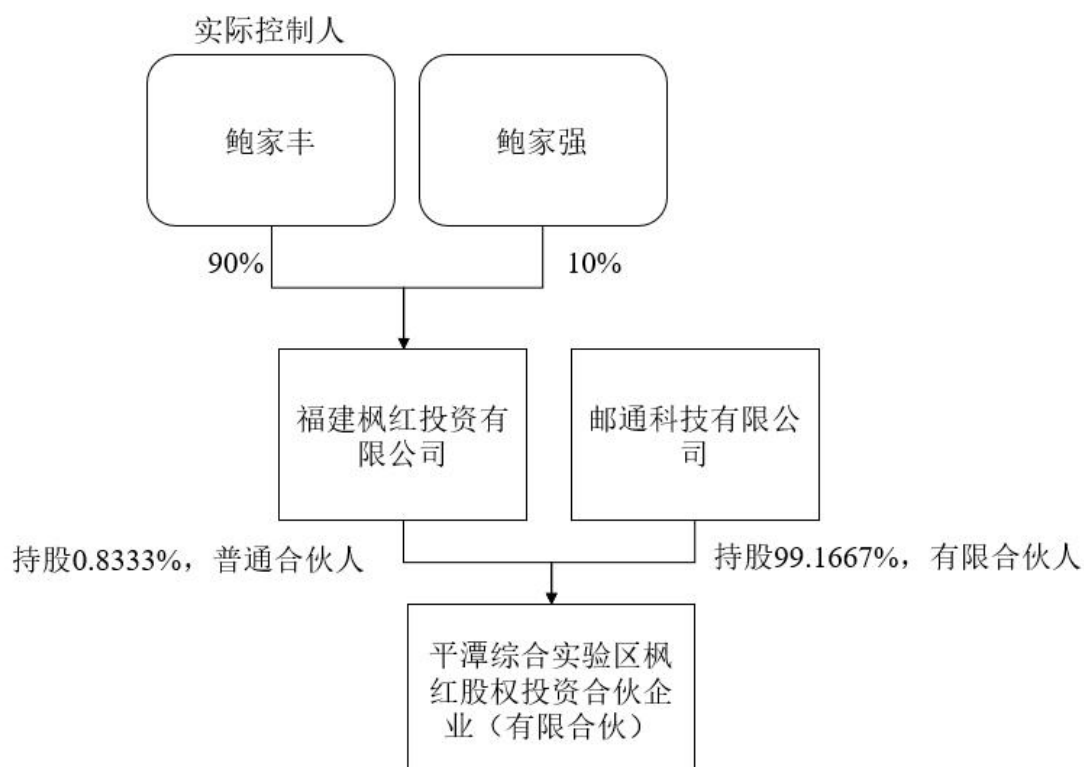 实际控制人
鲍家丰
鲍家强
90%
10%
福建枫红投资有
限公司
邮通科技有限公
司
持股0.8333%，普通合伙人
持股99.1667%，有限合伙人
平潭综合实验区枫
红股权投资合伙企
业（有限合伙）